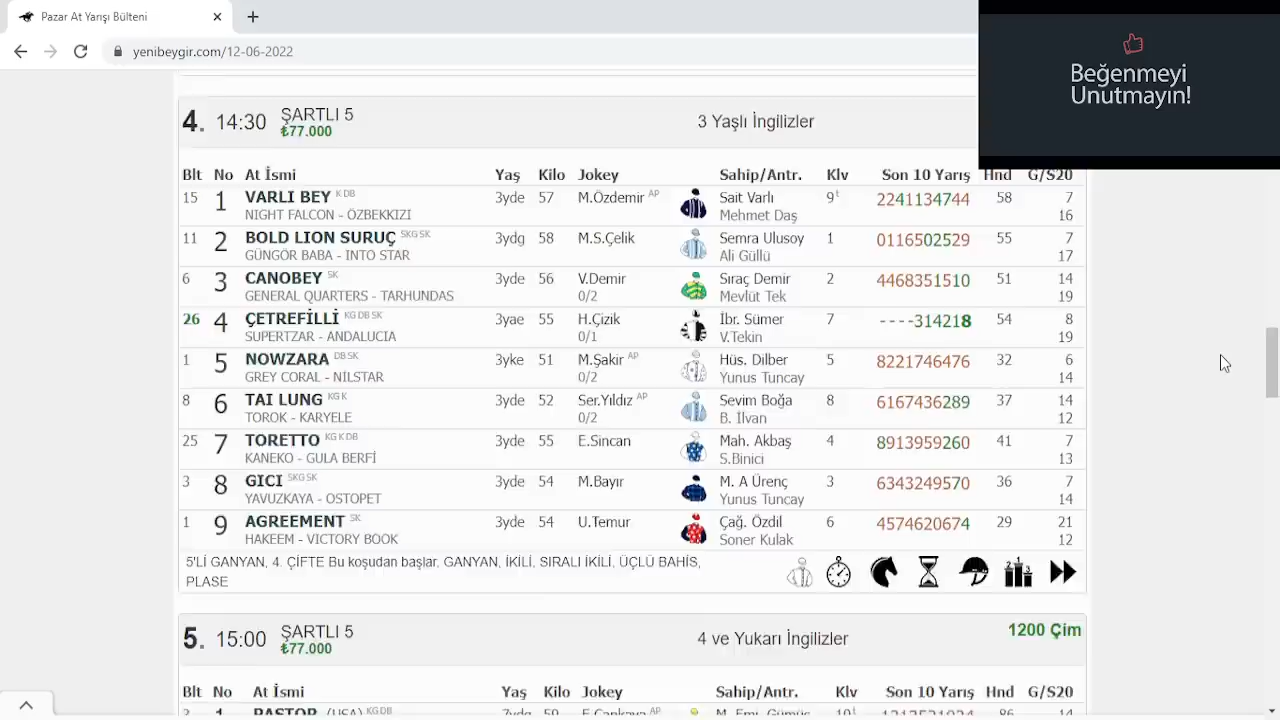 Pazar At Yarışı Bülteni
yenibeygir.com/12-06-2022
Beğenmeyi
Unutmayın!
4. 14:30 ŞARTLI 5 3 Yaşlı İngilizler
₺77.000
Blt No At İsmi Yaş Kilo Jokey Sahip/Antr. Klv Son 10 Yarış Hnd G/S20
15 1 VARLI BEY K DB 3yde 57 M.Özdemir AP Sait Varlı 9t 2241134744 58 7
NIGHT FALCON - ÖZBEKKIZI Mehmet Daş 16
11 2 BOLD LION SURUÇ SKG SK 3ydg 58 M.S.Çelik Semra Ulusoy 1 0116502529 55 7
GÜNGÖR BABA - INTO STAR Ali Güllü 17
6 3 CANOBEY SK 3yde 56 V.Demir Sıraç Demir 2 4468351510 51 14
GENERAL QUARTERS - TARHUNDAS 0/2 Mevlüt Tek 19
26 4 ÇETREFİLLİ KG DB SK 3yae 55 H.Çizik İbr. Sümer 7 ----314218 54 8
SUPERTZAR - ANDALUCIA 0/1 V.Tekin 19
1 5 NOWZARA DB SK 3yke 51 M.Şakir AP Hüs. Dilber 5 8221746476 32 6
GREY CORAL - NİLSTAR 0/2 Yunus Tuncay 14
8 6 TAI LUNG KG K 3yde 52 Ser.Yıldız AP Sevim Boğa 8 6167436289 37 14
TOROK - KARYELE 0/2 B. İlvan 12
25 7 TORETTO KG K DB 3yde 55 E.Sincan Mah. Akbaş 4 8913959260 41 7
KANEKO - GULA BERFİ S.Binici 13
3 8 GICI SKG SK 3yde 54 M.Bayır M. A Ürenç 3 6343249570 36 7
YAVUZKAYA - OSTOPET Yunus Tuncay 14
1 9 AGREEMENT SK 3yde 54 U.Temur Çağ. Özdil 6 4574620674 29 21
HAKEEM - VICTORY BOOK Soner Kulak 12
5'Lİ GANYAN, 4. ÇİFTE Bu koşudan başlar, GANYAN, İKİLİ, SIRALI İKİLİ, ÜÇLÜ BAHİS,
PLASE
5. 15:00 ŞARTLI 5 4 ve Yukarı İngilizler 1200 Çim
₺77.000
Blt No At İsmi Yaş Kilo Jokey Sahip/Antr. Klv Son 10 Yarış Hnd G/S20